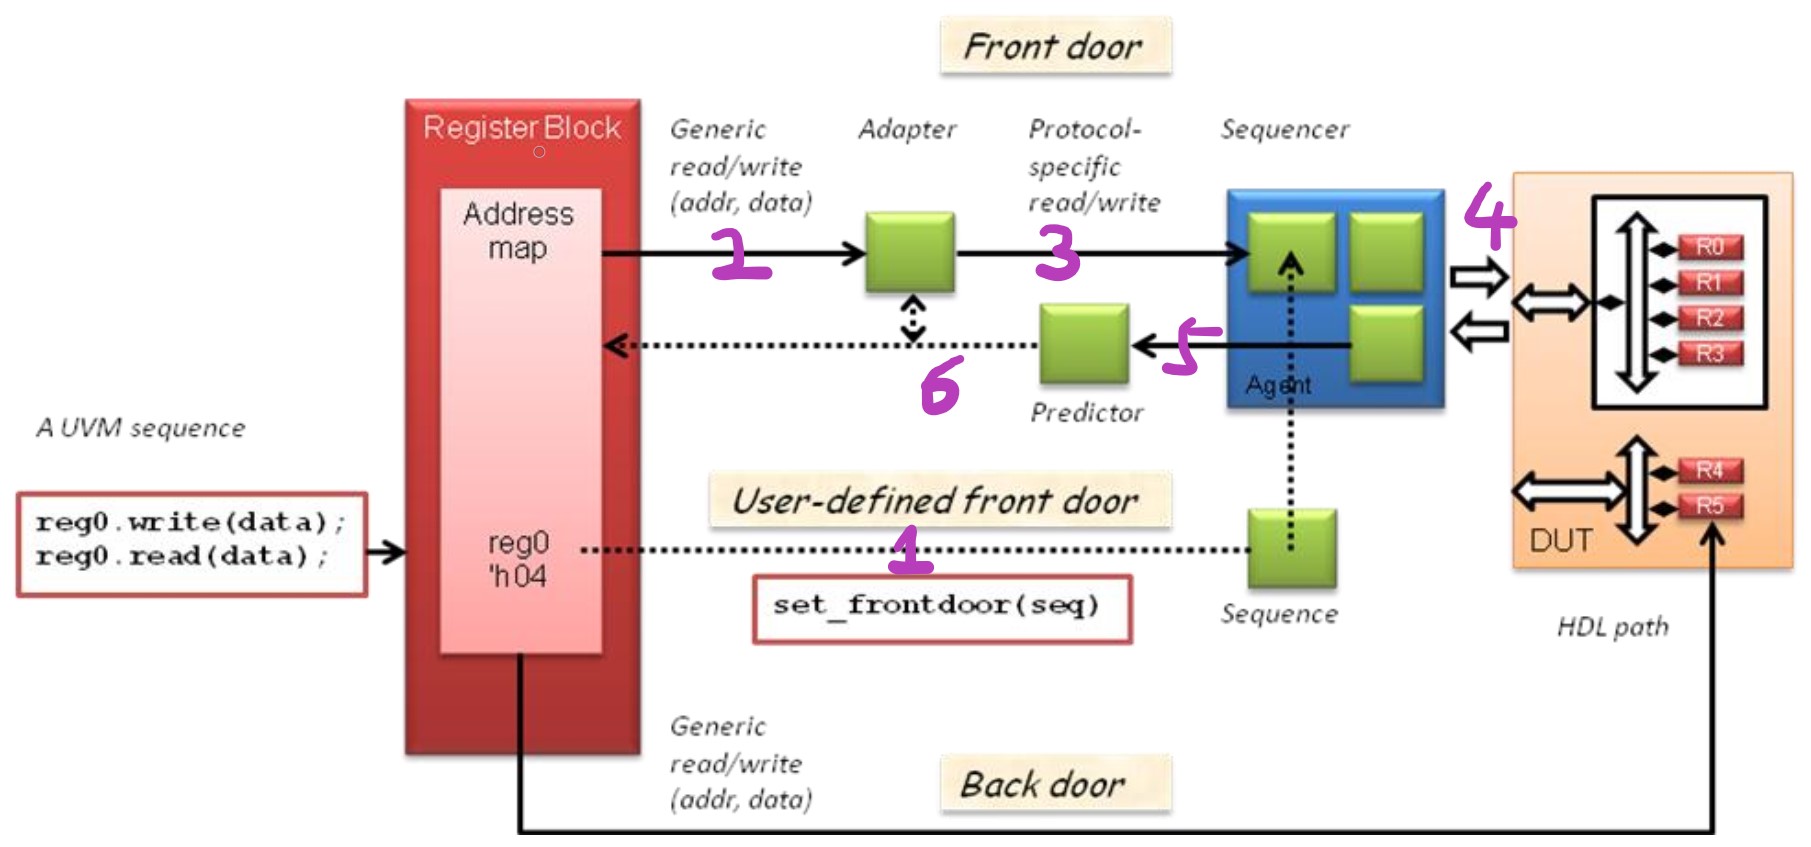 Front door
Register Block
Generic
read/write
(addr, data)
Adapter
Protocol-
specific
read/write
Sequencer
Address
map
2
3
4
R0
R1
R2
R3
5
6
Agent
Predictor
A UVM sequence
reg0.write(data);
reg0.read(data);
User-defined front door
1
reg0
'h04
set_frontdoor(seq)
Sequence
R4
R5
DUT
HDL path
Generic
read/write
(addr, data)
Back door